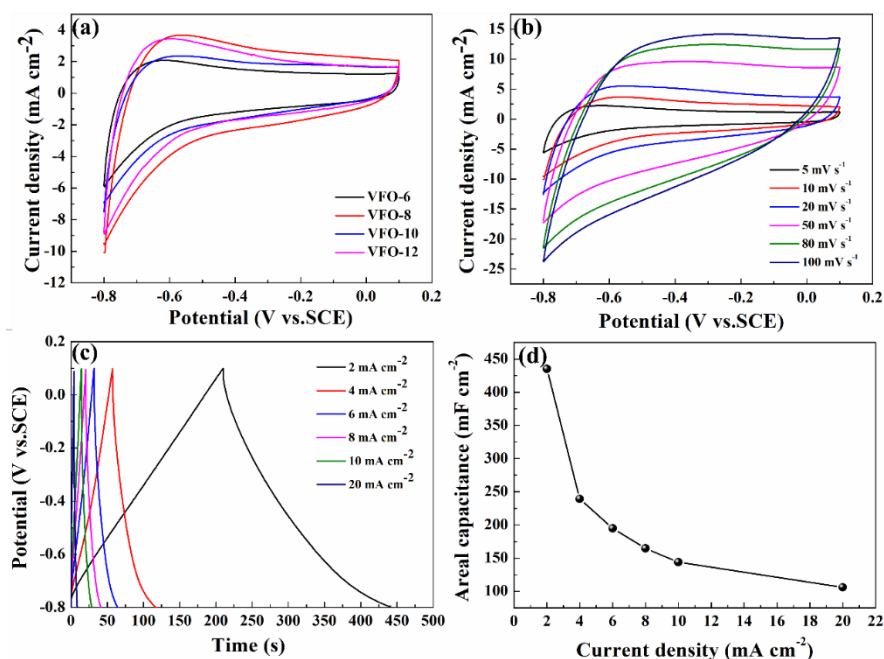 (a)
Current density (mA cm-2)
4
2
0
-2
-4
-6
-8
-10
-12
VFO-6
VFO-8
VFO-10
VFO-12
-0.8 -0.6 -0.4 -0.2 0.0 0.2
Potential (V vs.SCE)
(b)
Current density (mA cm-2)
15
10
5
0
-5
-10
-15
-20
-25
5 mV s-1
10 mV s-1
20 mV s-1
50 mV s-1
80 mV s-1
100 mV s-1
-0.8 -0.6 -0.4 -0.2 0.0 0.2
Potential (V vs.SCE)
(c)
Potential (V vs.SCE)
0.2
0.0
-0.2
-0.4
-0.6
-0.8
2 mA cm-2
4 mA cm-2
6 mA cm-2
8 mA cm-2
10 mA cm-2
20 mA cm-2
0 50 100 150 200 250 300 350 400 450 500
Time (s)
(d)
Areal capacitance (mF cm-2)
450
400
350
300
250
200
150
100
0 2 4 6 8 10 12 14 16 18 20 22
Current density (mA cm-2)